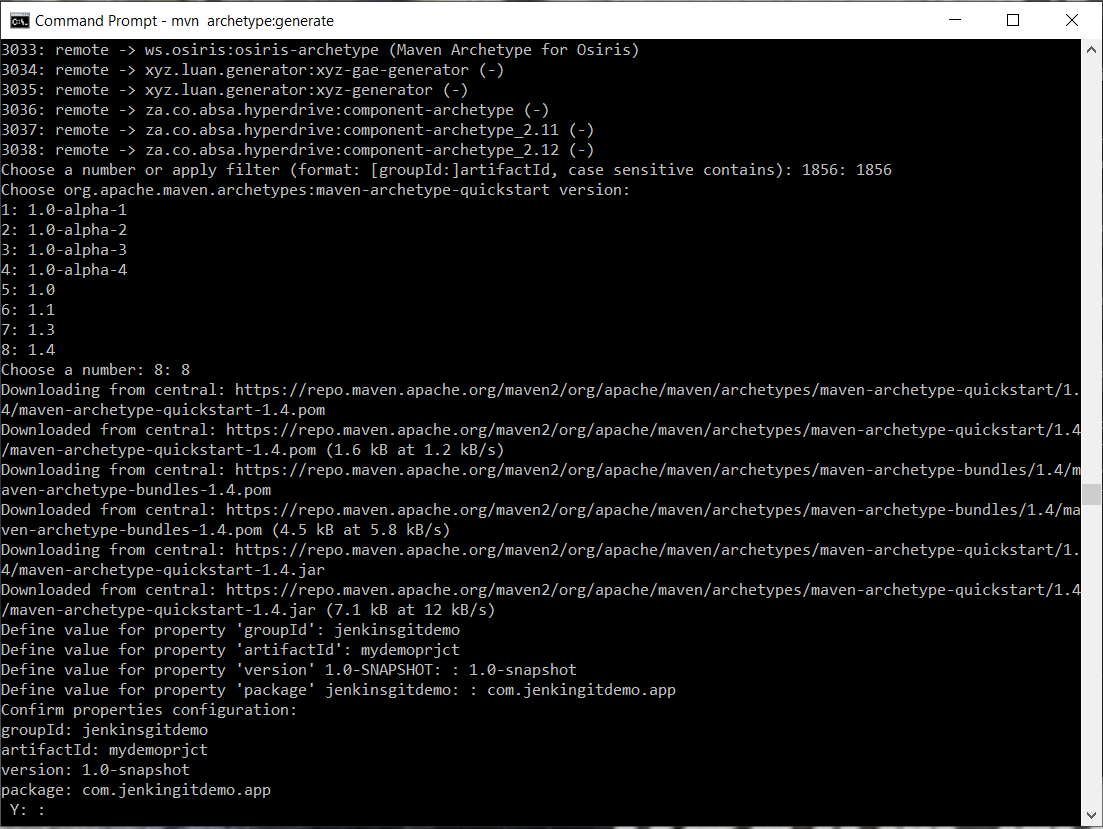 Command Prompt - mvn  archetype:generate
3033: remote -> ws.osiris:osiris-archetype (Maven Archetype for Osiris)
3034: remote -> xyz.luan.generator:xyz-gae-generator (-)
3035: remote -> xyz.luan.generator:xyz-generator (-)
3036: remote -> za.co.absa.hyperdrive:component-archetype (-)
3037: remote -> za.co.absa.hyperdrive:component-archetype_2.11 (-)
3038: remote -> za.co.absa.hyperdrive:component-archetype_2.12 (-)
Choose a number or apply filter (format: [groupId:]artifactId, case sensitive contains): 1856: 1856
Choose org.apache.maven.archetypes:maven-archetype-quickstart version:
1: 1.0-alpha-1
2: 1.0-alpha-2
3: 1.0-alpha-3
4: 1.0-alpha-4
5: 1.0
6: 1.1
7: 1.3
8: 1.4
Choose a number: 8: 8
Downloading from central: https://repo.maven.apache.org/maven2/org/apache/maven/archetypes/maven-archetype-quickstart/1.
4/maven-archetype-quickstart-1.4.pom
Downloaded from central: https://repo.maven.apache.org/maven2/org/apache/maven/archetypes/maven-archetype-quickstart/1.4
/maven-archetype-quickstart-1.4.pom (1.6 kB at 1.2 kB/s)
Downloading from central: https://repo.maven.apache.org/maven2/org/apache/maven/archetypes/maven-archetype-bundles/1.4/m
aven-archetype-bundles-1.4.pom
Downloaded from central: https://repo.maven.apache.org/maven2/org/apache/maven/archetypes/maven-archetype-bundles/1.4/ma
ven-archetype-bundles-1.4.pom (4.5 kB at 5.8 kB/s)
Downloading from central: https://repo.maven.apache.org/maven2/org/apache/maven/archetypes/maven-archetype-quickstart/1.
4/maven-archetype-quickstart-1.4.jar
Downloaded from central: https://repo.maven.apache.org/maven2/org/apache/maven/archetypes/maven-archetype-quickstart/1.4
/maven-archetype-quickstart-1.4.jar (7.1 kB at 12 kB/s)
Define value for property 'groupId': jenkinsgitdemo
Define value for property 'artifactId': mydemoprjct
Define value for property 'version' 1.0-SNAPSHOT: : 1.0-snapshot
Define value for property 'package' jenkinsgitdemo: : com.jenkingitdemo.app
Confirm properties configuration:
groupId: jenkinsgitdemo
artifactId: mydemoprjct
version: 1.0-snapshot
package: com.jenkingitdemo.app
 Y: :